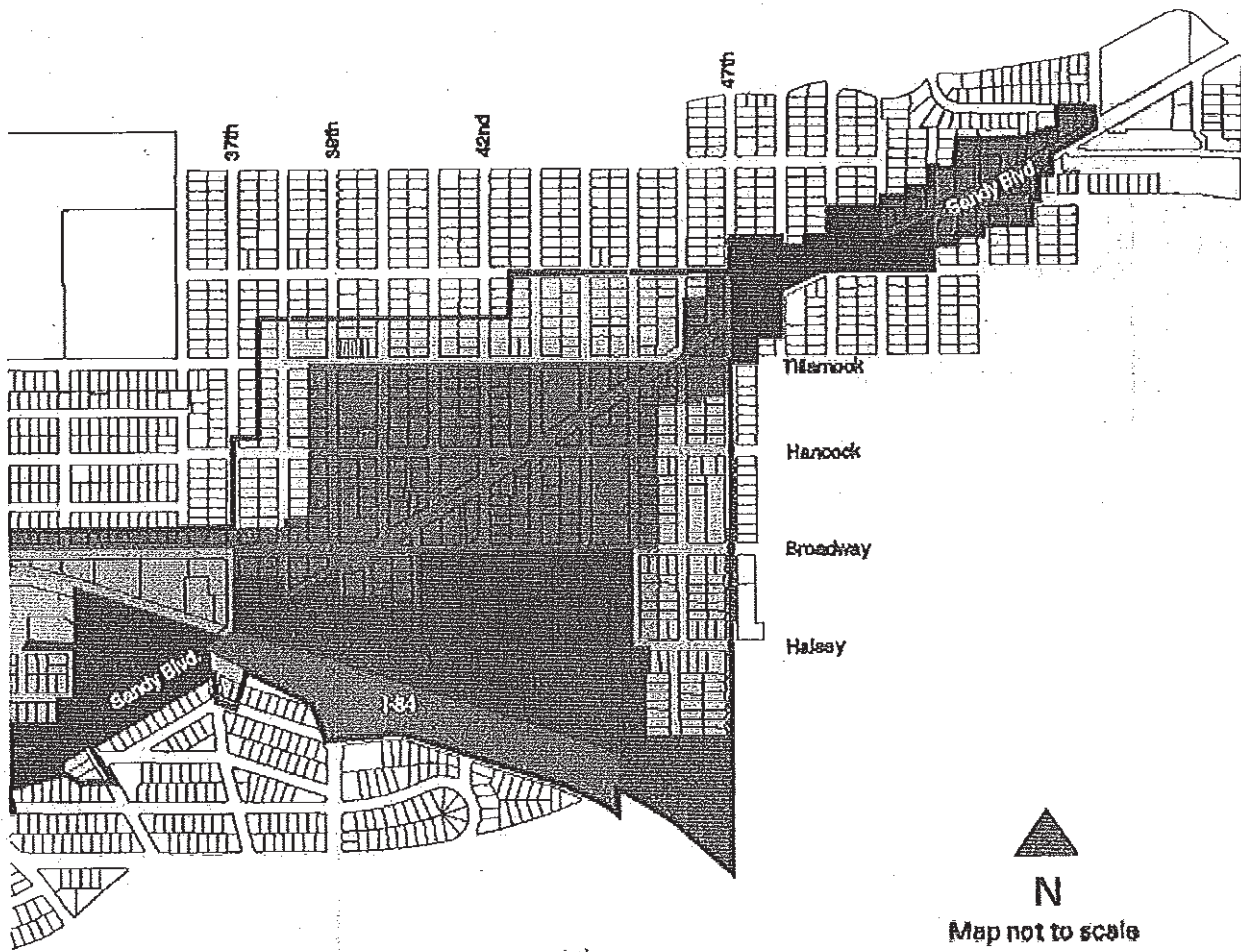 37th
39th
42nd
47th
Sandy Blvd.
Tillamook
Hancock
Broadway
Halsey
Sandy Blvd.
I-84
N
Map not to scale